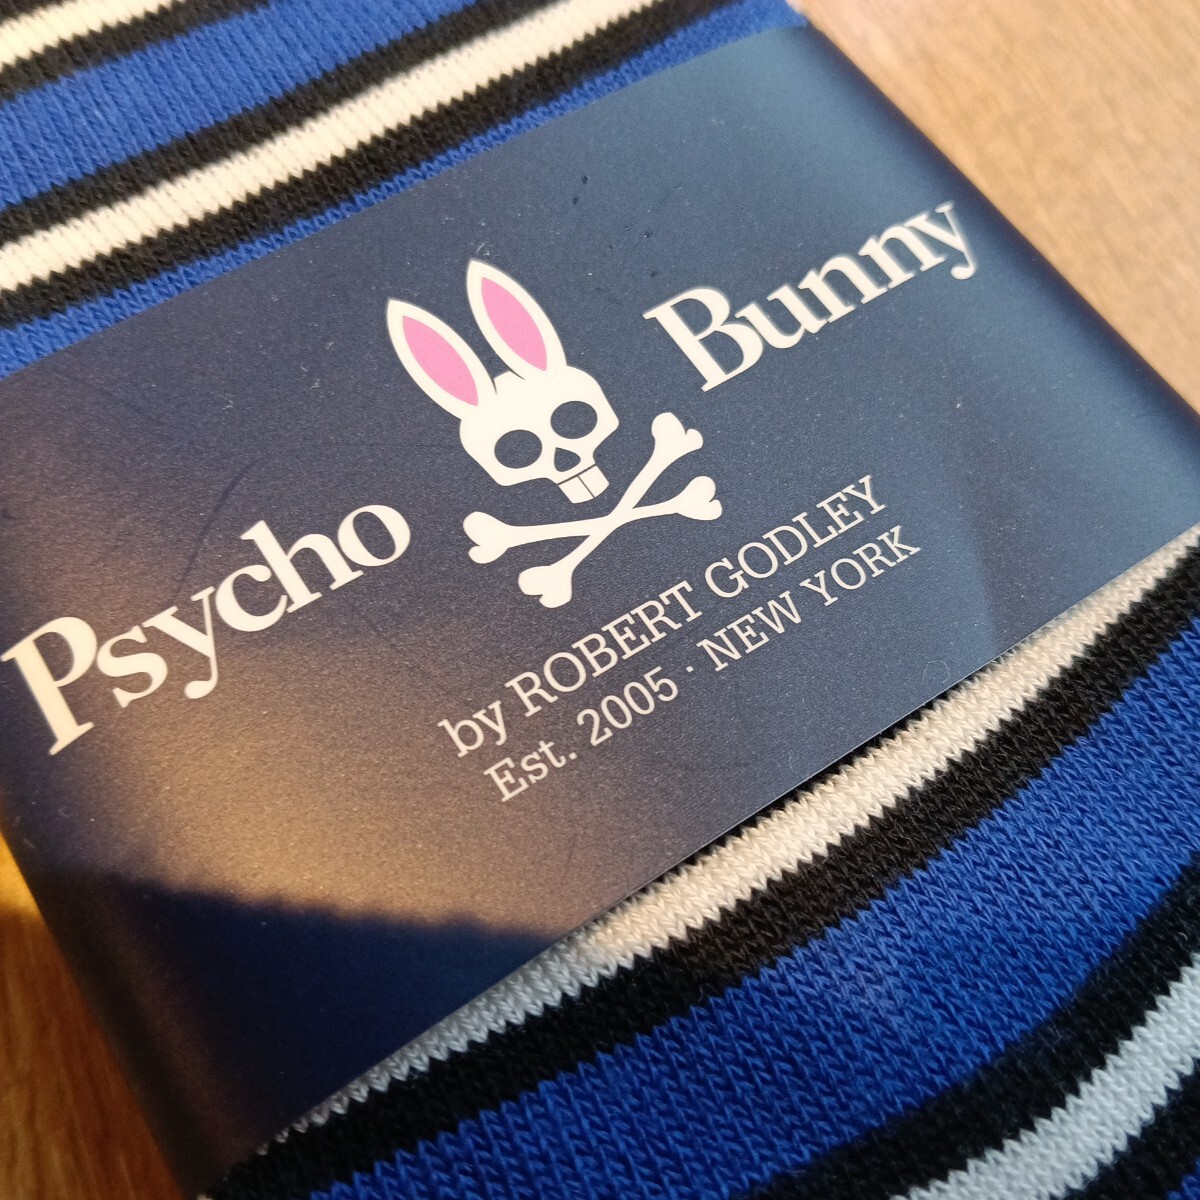 Psycho Bunny
by ROBERT GODLEY
Est. 2005 · NEW YORK